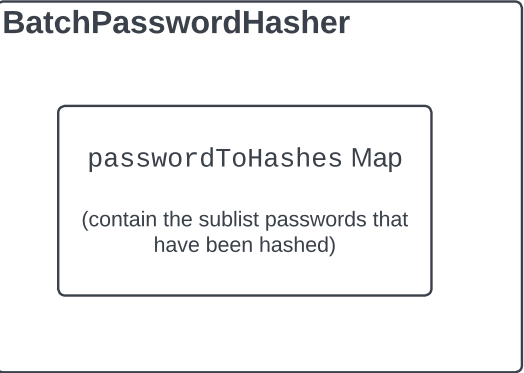 BatchPasswordHasher
passwordToHashes Map
(contain the sublist passwords that
have been hashed)